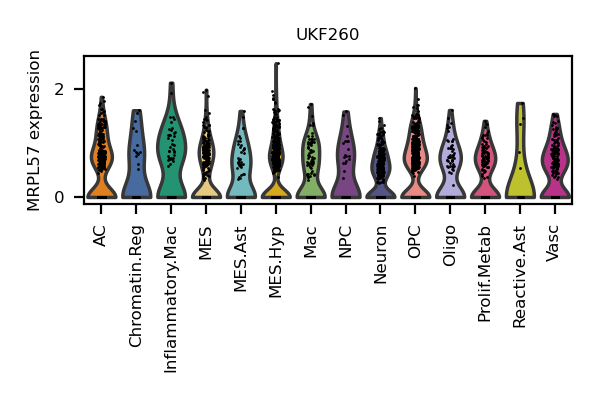 UKF260
MRPL57 expression
2
0
AC
Chromatin.Reg
Inflammatory.Mac
MES
MES.Ast
MES.Hyp
Mac
NPC
Neuron
OPC
Oligo
Prolif.Metab
Reactive.Ast
Vasc